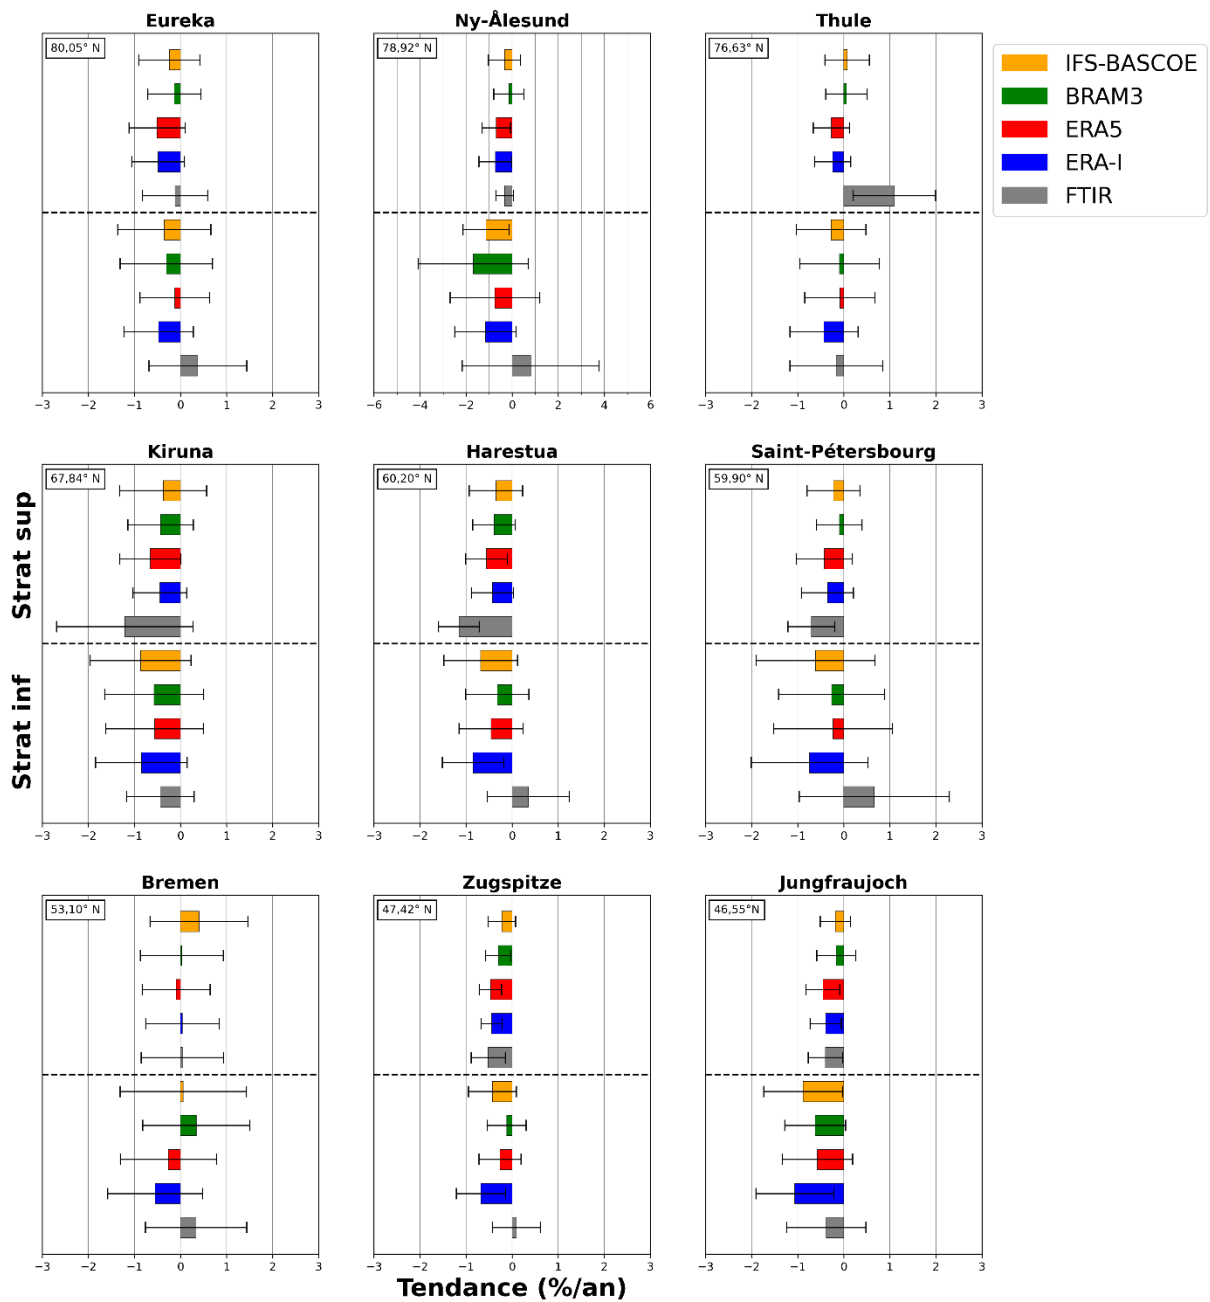 Eureka
Ny-Ålesund
Thule
80,05° N
78,92° N
76,63° N
IFS-BASCOE
BRAM3
ERA5
ERA-I
FTIR
−3 −2 −1 0 1 2 3
−6 −4 −2 0 2 4 6
−3 −2 −1 0 1 2 3
Kiruna
Harestua
Saint-Pétersbourg
67,84° N
60,20° N
59,90° N
Strat sup
Strat inf
−3 −2 −1 0 1 2 3
−3 −2 −1 0 1 2 3
−3 −2 −1 0 1 2 3
Bremen
Zugspitze
Jungfraujoch
53,10° N
47,42° N
46,55°N
−3 −2 −1 0 1 2 3
−3 −2 −1 0 1 2 3
−3 −2 −1 0 1 2 3
Tendance (%/an)